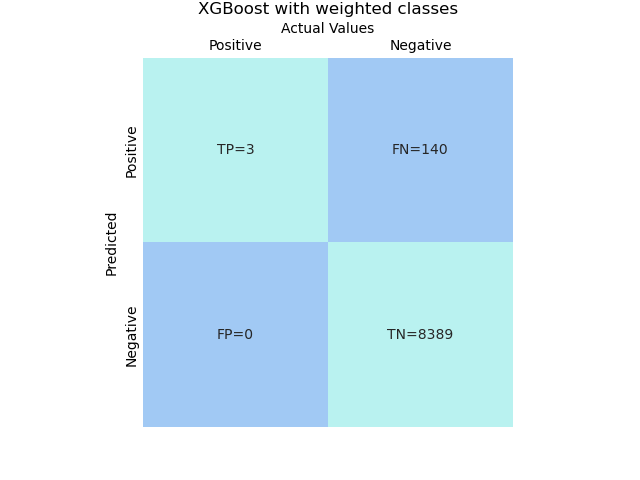 XGBoost with weighted classes
Actual Values
Positive Negative
Positive
TP=3 FN=140
Predicted
Negative
FP=0 TN=8389